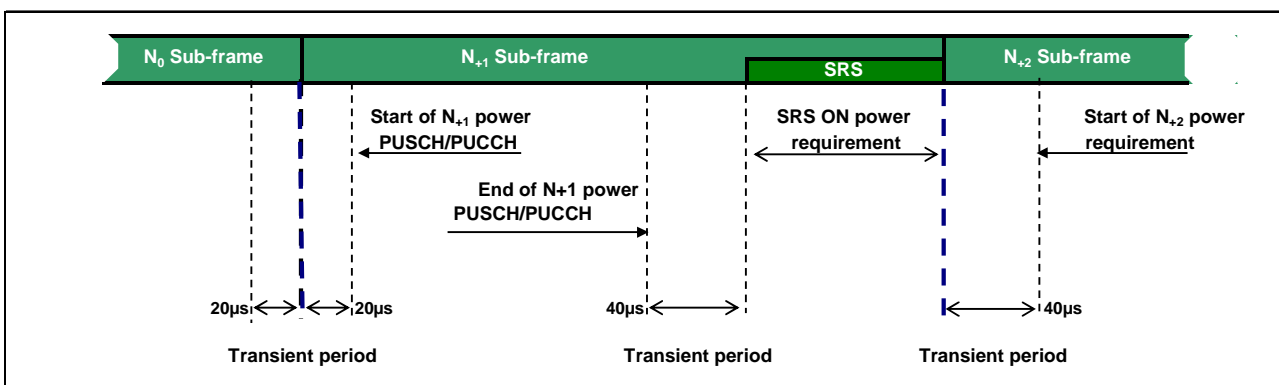 N0 Sub-frame
N+1 Sub-frame
SRS
N+2 Sub-frame
Start of N+1 power
PUSCH/PUCCH
SRS ON power
requirement
Start of N+2 power
requirement
End of N+1 power
PUSCH/PUCCH
20µs
20µs
40µs
40µs
Transient period
Transient period
Transient period